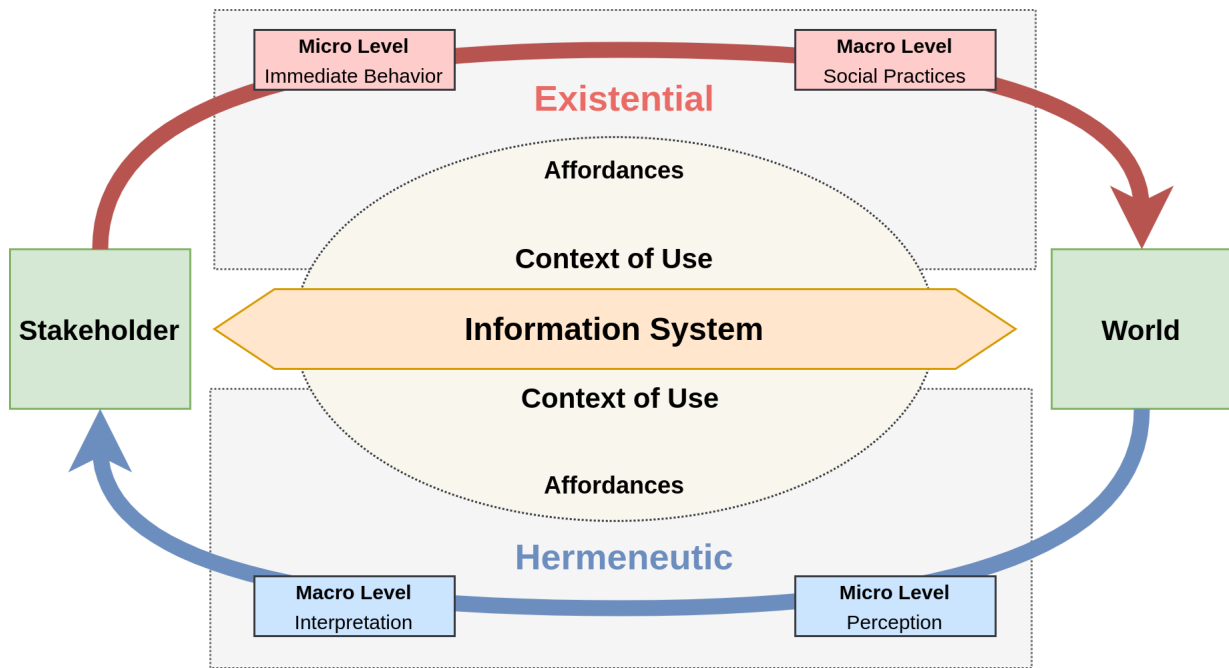 Micro Level
Immediate Behavior
Macro Level
Social Practices
Existential
Affordances
Context of Use
Stakeholder
Information System
World
Context of Use
Affordances
Hermeneutic
Macro Level
Interpretation
Micro Level
Perception